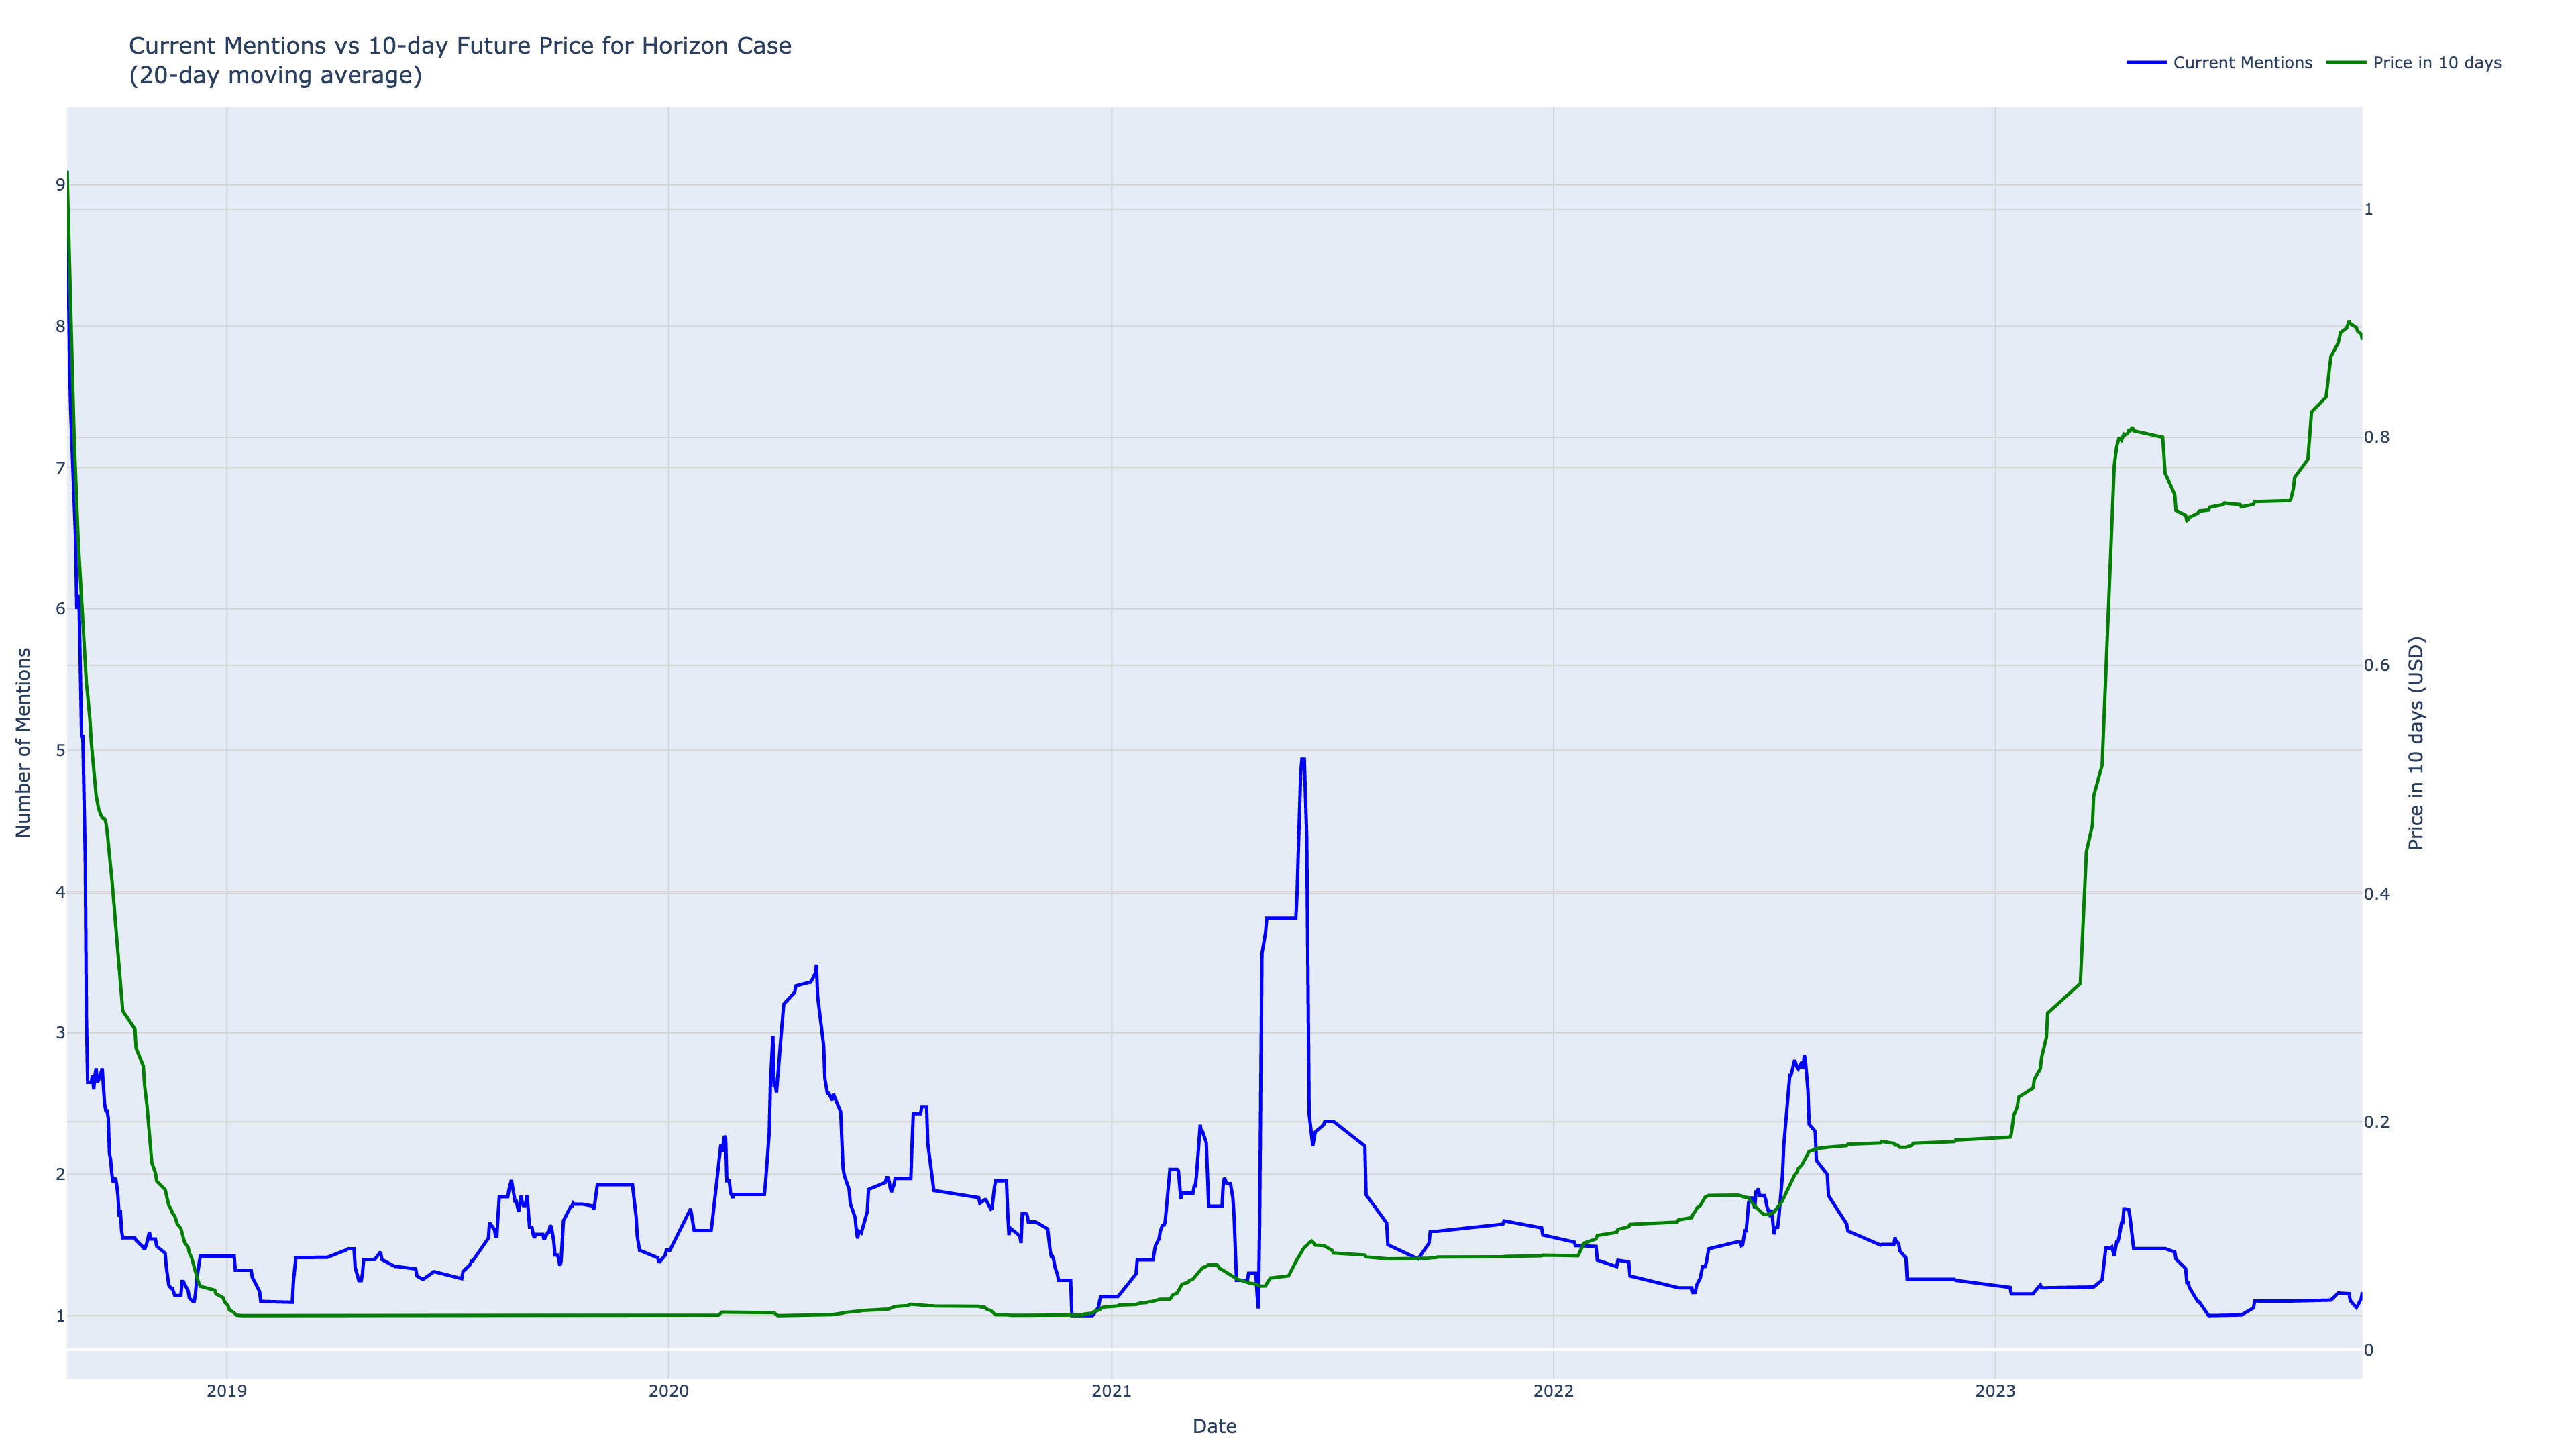 Current Mentions vs 10-day Future Price for Horizon Case
(20-day moving average)
Current Mentions
Price in 10 days
9
8
7
6
5
4
3
2
1
Number of Mentions
1
0.8
0.6
0.4
0.2
0
Price in 10 days (USD)
2019
2020
2021
2022
2023
Date